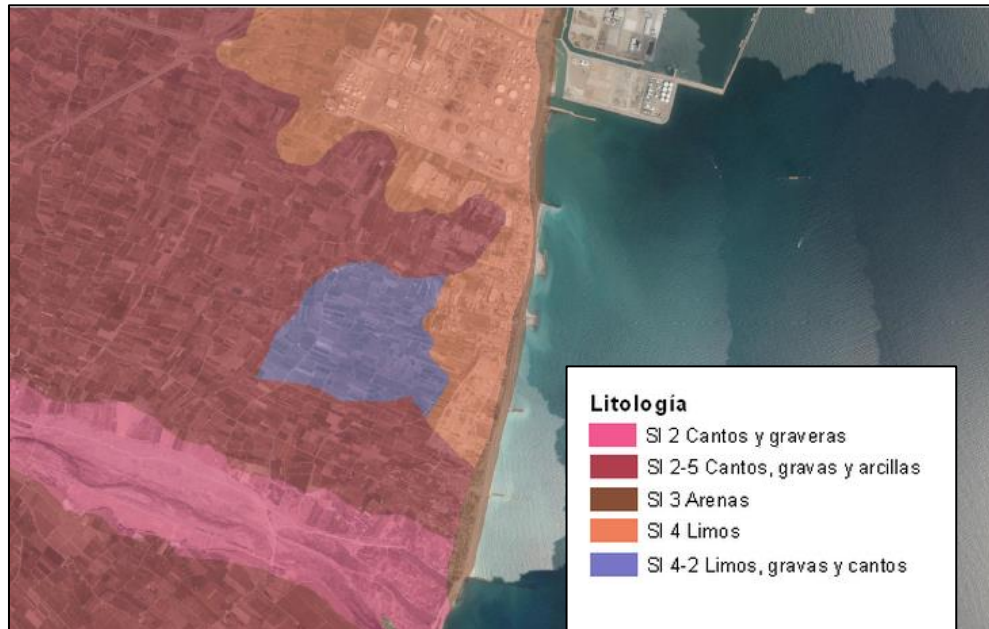 Litología
SI 2 Cantos y graveras
SI 2-5 Cantos, gravas y arcillas
SI 3 Arenas
SI 4 Limos
SI 4-2 Limos, gravas y cantos